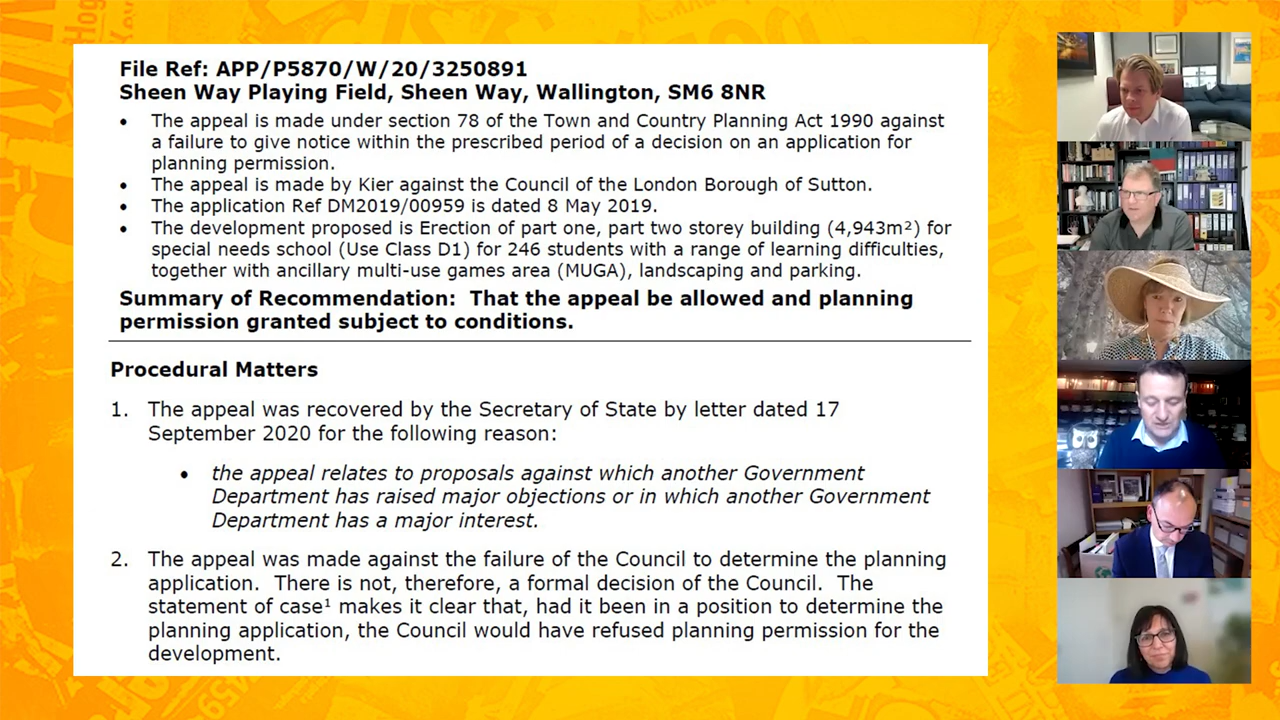 File Ref: APP/P5870/W/20/3250891
Sheen Way Playing Field, Sheen Way, Wallington, SM6 8NR
• The appeal is made under section 78 of the Town and Country Planning Act 1990 against
a failure to give notice within the prescribed period of a decision on an application for
planning permission.
• The appeal is made by Kier against the Council of the London Borough of Sutton.
• The application Ref DM2019/00959 is dated 8 May 2019.
• The development proposed is Erection of part one, part two storey building (4,943m²) for
special needs school (Use Class D1) for 246 students with a range of learning difficulties,
together with ancillary multi-use games area (MUGA), landscaping and parking.
Summary of Recommendation: That the appeal be allowed and planning
permission granted subject to conditions.
Procedural Matters
1. The appeal was recovered by the Secretary of State by letter dated 17
September 2020 for the following reason:
• the appeal relates to proposals against which another Government
Department has raised major objections or in which another Government
Department has a major interest.
2. The appeal was made against the failure of the Council to determine the planning
application. There is not, therefore, a formal decision of the Council. The
statement of case¹ makes it clear that, had it been in a position to determine the
planning application, the Council would have refused planning permission for the
development.